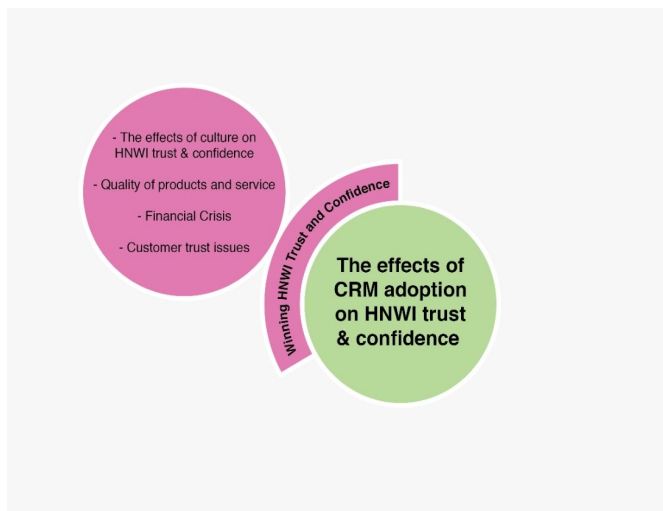 - The effects of culture on
HNWI trust & confidence
- Quality of products and service
- Financial Crisis
- Customer trust issues
Winning HNWI Trust and Confidence
The effects of
CRM adoption
on HNWI trust
& confidence